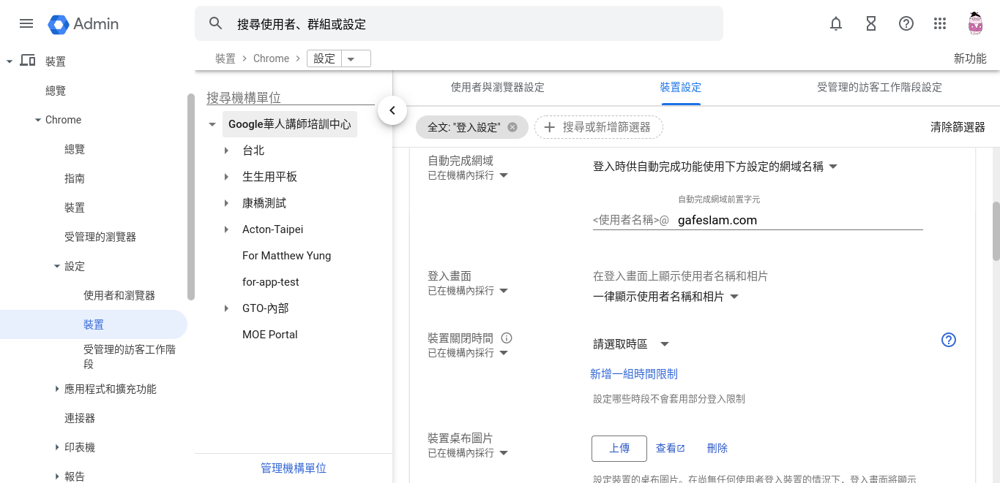 Admin
搜尋使用者、群組或設定
裝置
Chrome
設定
新功能
裝置
總覽
Chrome
總覽
指南
裝置
受管理的瀏覽器
設定
使用者和瀏覽器
裝置
受管理的訪客工作階
段
應用程式和擴充功能
連接器
印表機
報告
搜尋機構單位
Google華人講師培訓中心
台北
生生用平板
康橋測試
Acton-Taipei
For Matthew Yung
for-app-test
GTO-內部
MOE Portal
管理機構單位
使用者與瀏覽器設定
裝置設定
受管理的訪客工作階段設定
全文: "登入設定"
搜尋或新增篩選器
清除篩選器
自動完成網域
已在機構內採行
登入時供自動完成功能使用下方設定的網域名稱
自動完成網域前置字元
<使用者名稱>@ gafeslam.com
登入畫面
已在機構內採行
在登入畫面上顯示使用者名稱和相片
一律顯示使用者名稱和相片
裝置關閉時間
已在機構內採行
請選取時區
新增一組時間限制
設定哪些時段不會套用部分登入限制
裝置桌布圖片
已在機構內採行
上傳
查看
刪除
設定裝置的桌布圖片。在尚無任何使用者登入裝置的情況下，登入畫面將顯示